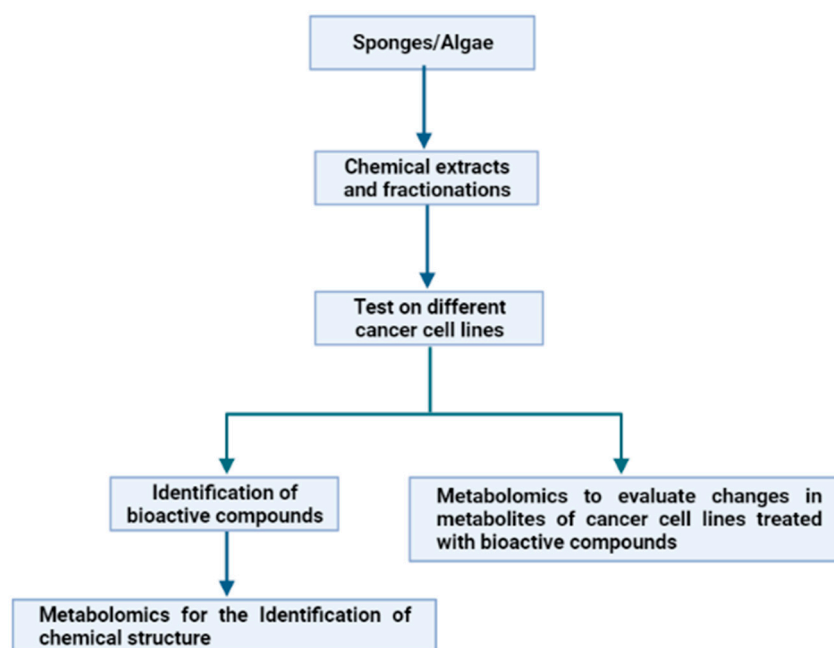 Sponges/Algae
Chemical extracts
and fractionations
Test on different
cancer cell lines
Identification of
bioactive compounds
Metabolomics to evaluate changes in
metabolites of cancer cell lines treated
with bioactive compounds
Metabolomics for the Identification of
chemical structure